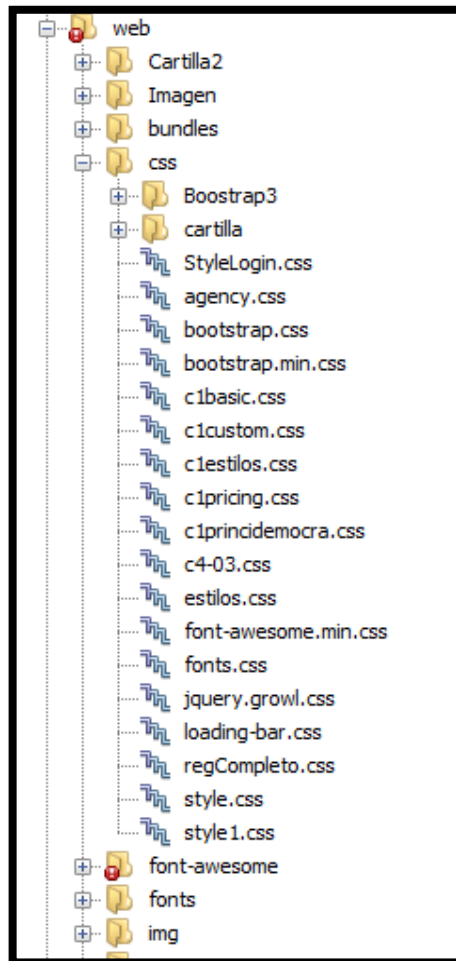 web
Cartilla2
Imagen
bundles
css
Boostrap3
cartilla
StyleLogin.css
agency.css
bootstrap.css
bootstrap.min.css
c1basic.css
c1custom.css
c1estilos.css
c1pricing.css
c1princidemocra.css
c4-03.css
estilos.css
font-awesome.min.css
fonts.css
jquery.growl.css
loading-bar.css
regCompleto.css
style.css
style1.css
font-awesome
fonts
img